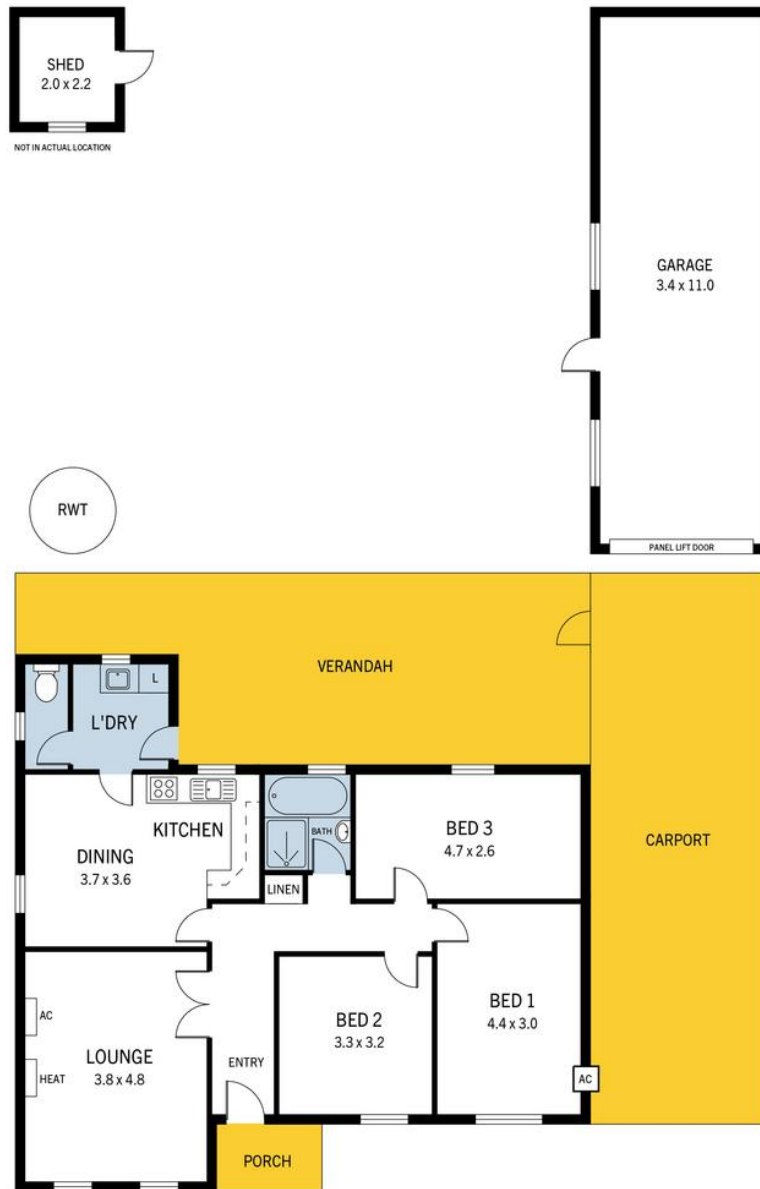 SHED
2.0 x 2.2
NOT IN ACTUAL LOCATION
GARAGE
3.4 x 11.0
PANEL LIFT DOOR
RWT
VERANDAH
L
L'DRY
KITCHEN
DINING
3.7 x 3.6
BATH
LINEN
BED 3
4.7 x 2.6
CARPORT
AC
HEAT
LOUNGE
3.8 x 4.8
ENTRY
BED 2
3.3 x 3.2
BED 1
4.4 x 3.0
AC
PORCH